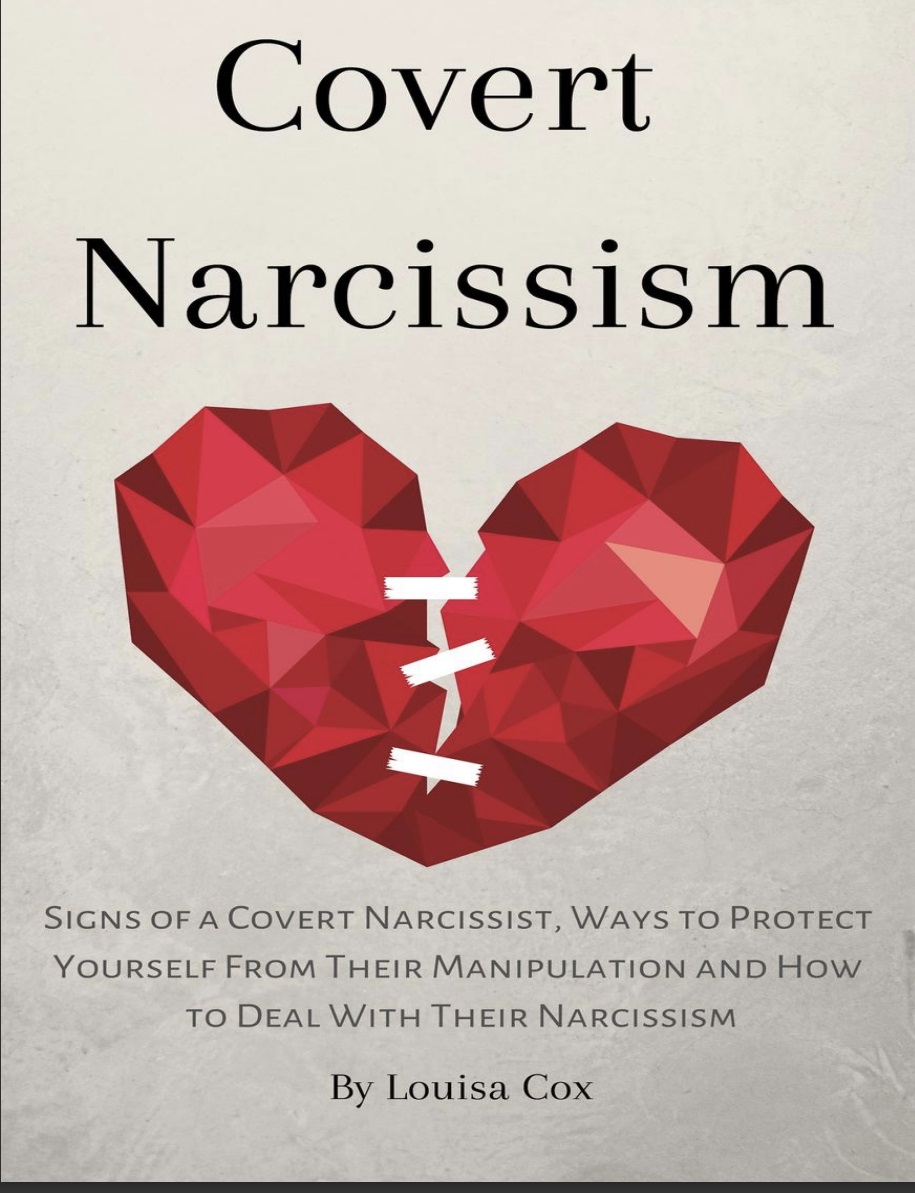 Covert
Narcissism
Signs of a Covert Narcissist, Ways to Protect
Yourself From Their Manipulation and How
to Deal With Their Narcissism
By Louisa Cox